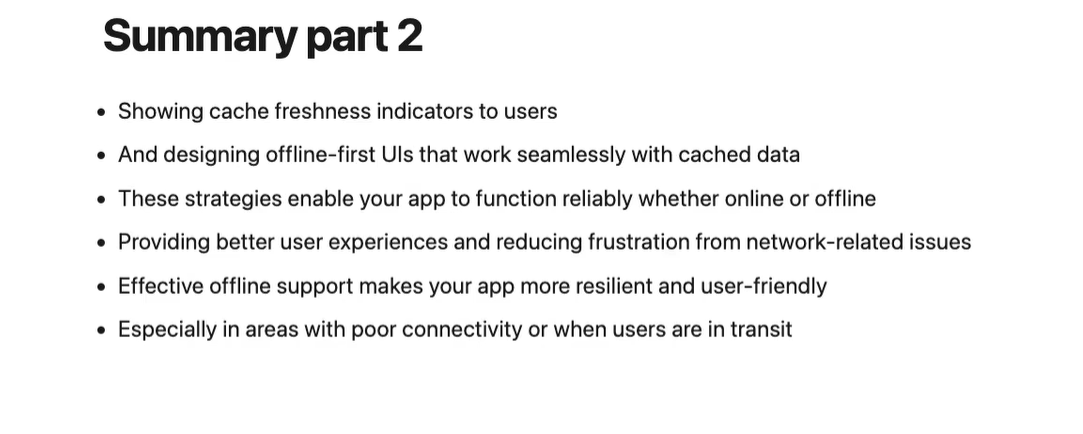 Summary part 2
• Showing cache freshness indicators to users
• And designing offline-first UIs that work seamlessly with cached data
• These strategies enable your app to function reliably whether online or offline
• Providing better user experiences and reducing frustration from network-related issues
• Effective offline support makes your app more resilient and user-friendly
• Especially in areas with poor connectivity or when users are in transit